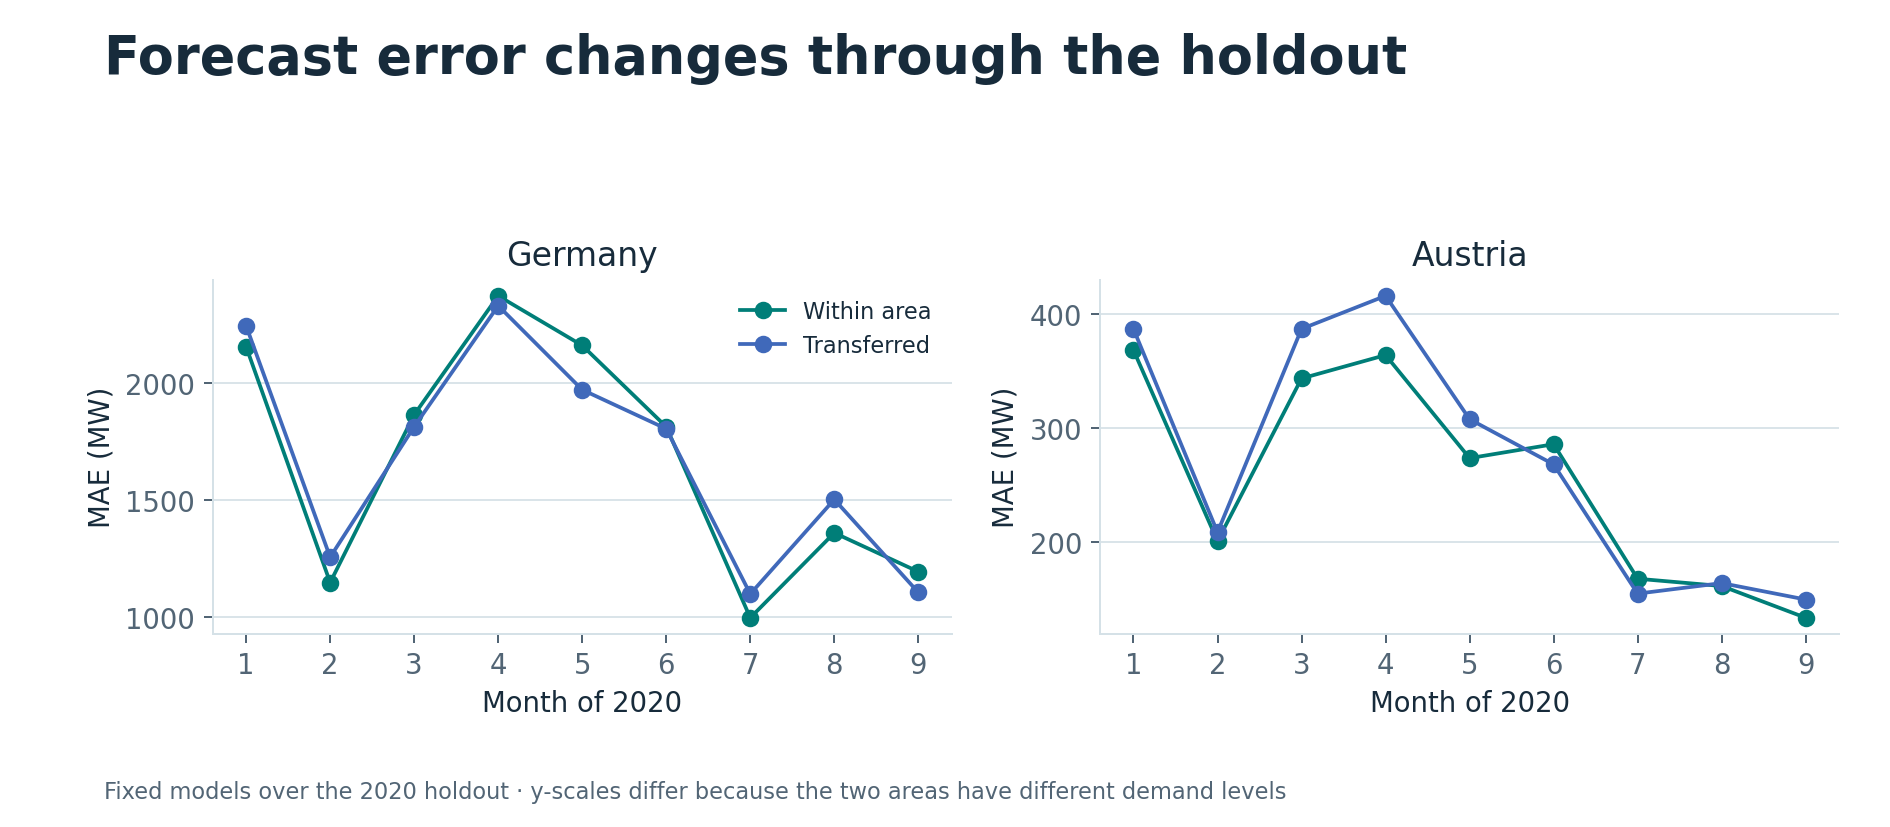 Forecast error changes through the holdout
Germany
MAE (MW)
2000
1500
1000
Within area
Transferred
1 2 3 4 5 6 7 8 9
Month of 2020
Austria
MAE (MW)
400
300
200
1 2 3 4 5 6 7 8 9
Month of 2020
Fixed models over the 2020 holdout · y-scales differ because the two areas have different demand levels